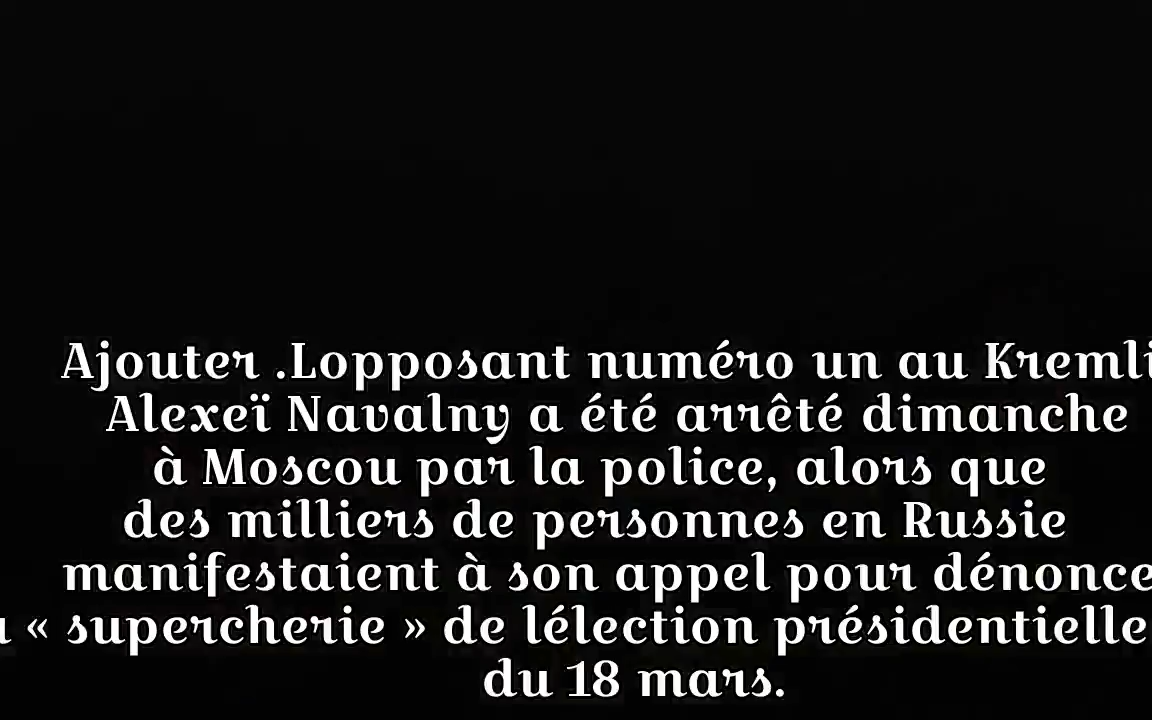 Ajouter .Lopposant numéro un au Kremli
Alexeï Navalny a été arrêté dimanche
à Moscou par la police, alors que
des milliers de personnes en Russie
manifestaient à son appel pour dénonce
a « supercherie » de lélection présidentielle
du 18 mars.